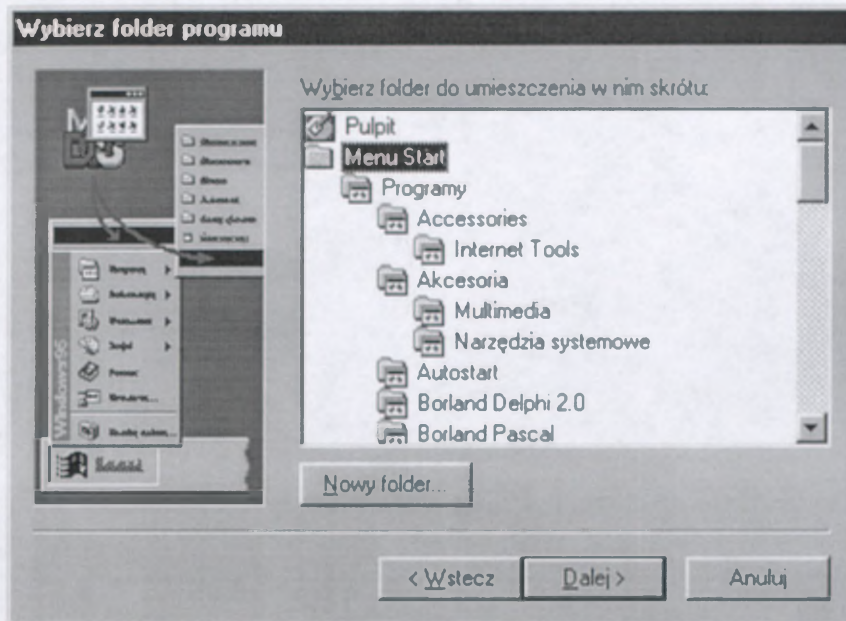 Wybierz folder programu
Wybierz folder do umieszczenia w nim skrótu:
Pulpit
Menu Start
Programy
Accessories
Internet Tools
Akcesoria
Multimedia
Narzędzia systemowe
Autostart
Borland Delphi 2.0
Borland Pascal
Nowy folder...
Windows95
< Wstecz
Dalej >
Anuluj